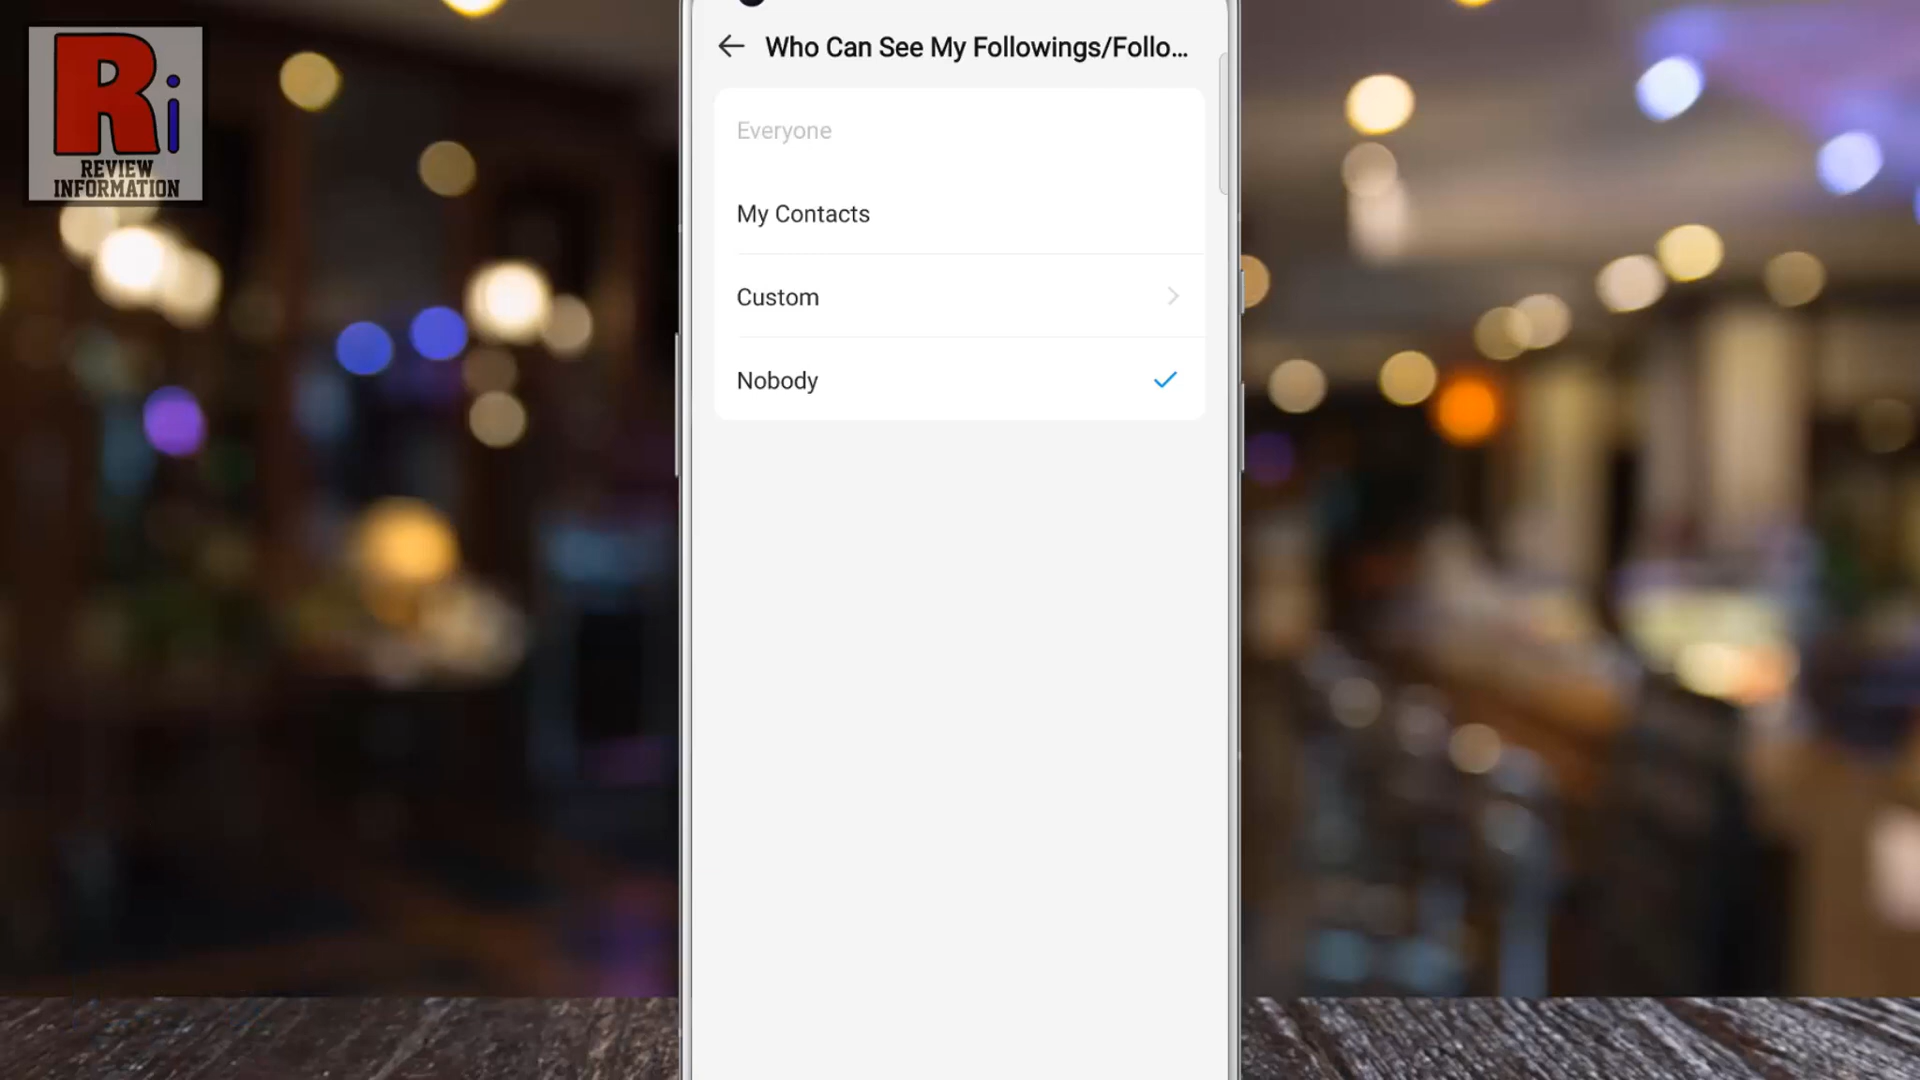 Ri
REVIEW
INFORMATION
Who Can See My Followings/Follo...
Everyone
My Contacts
Custom
Nobody